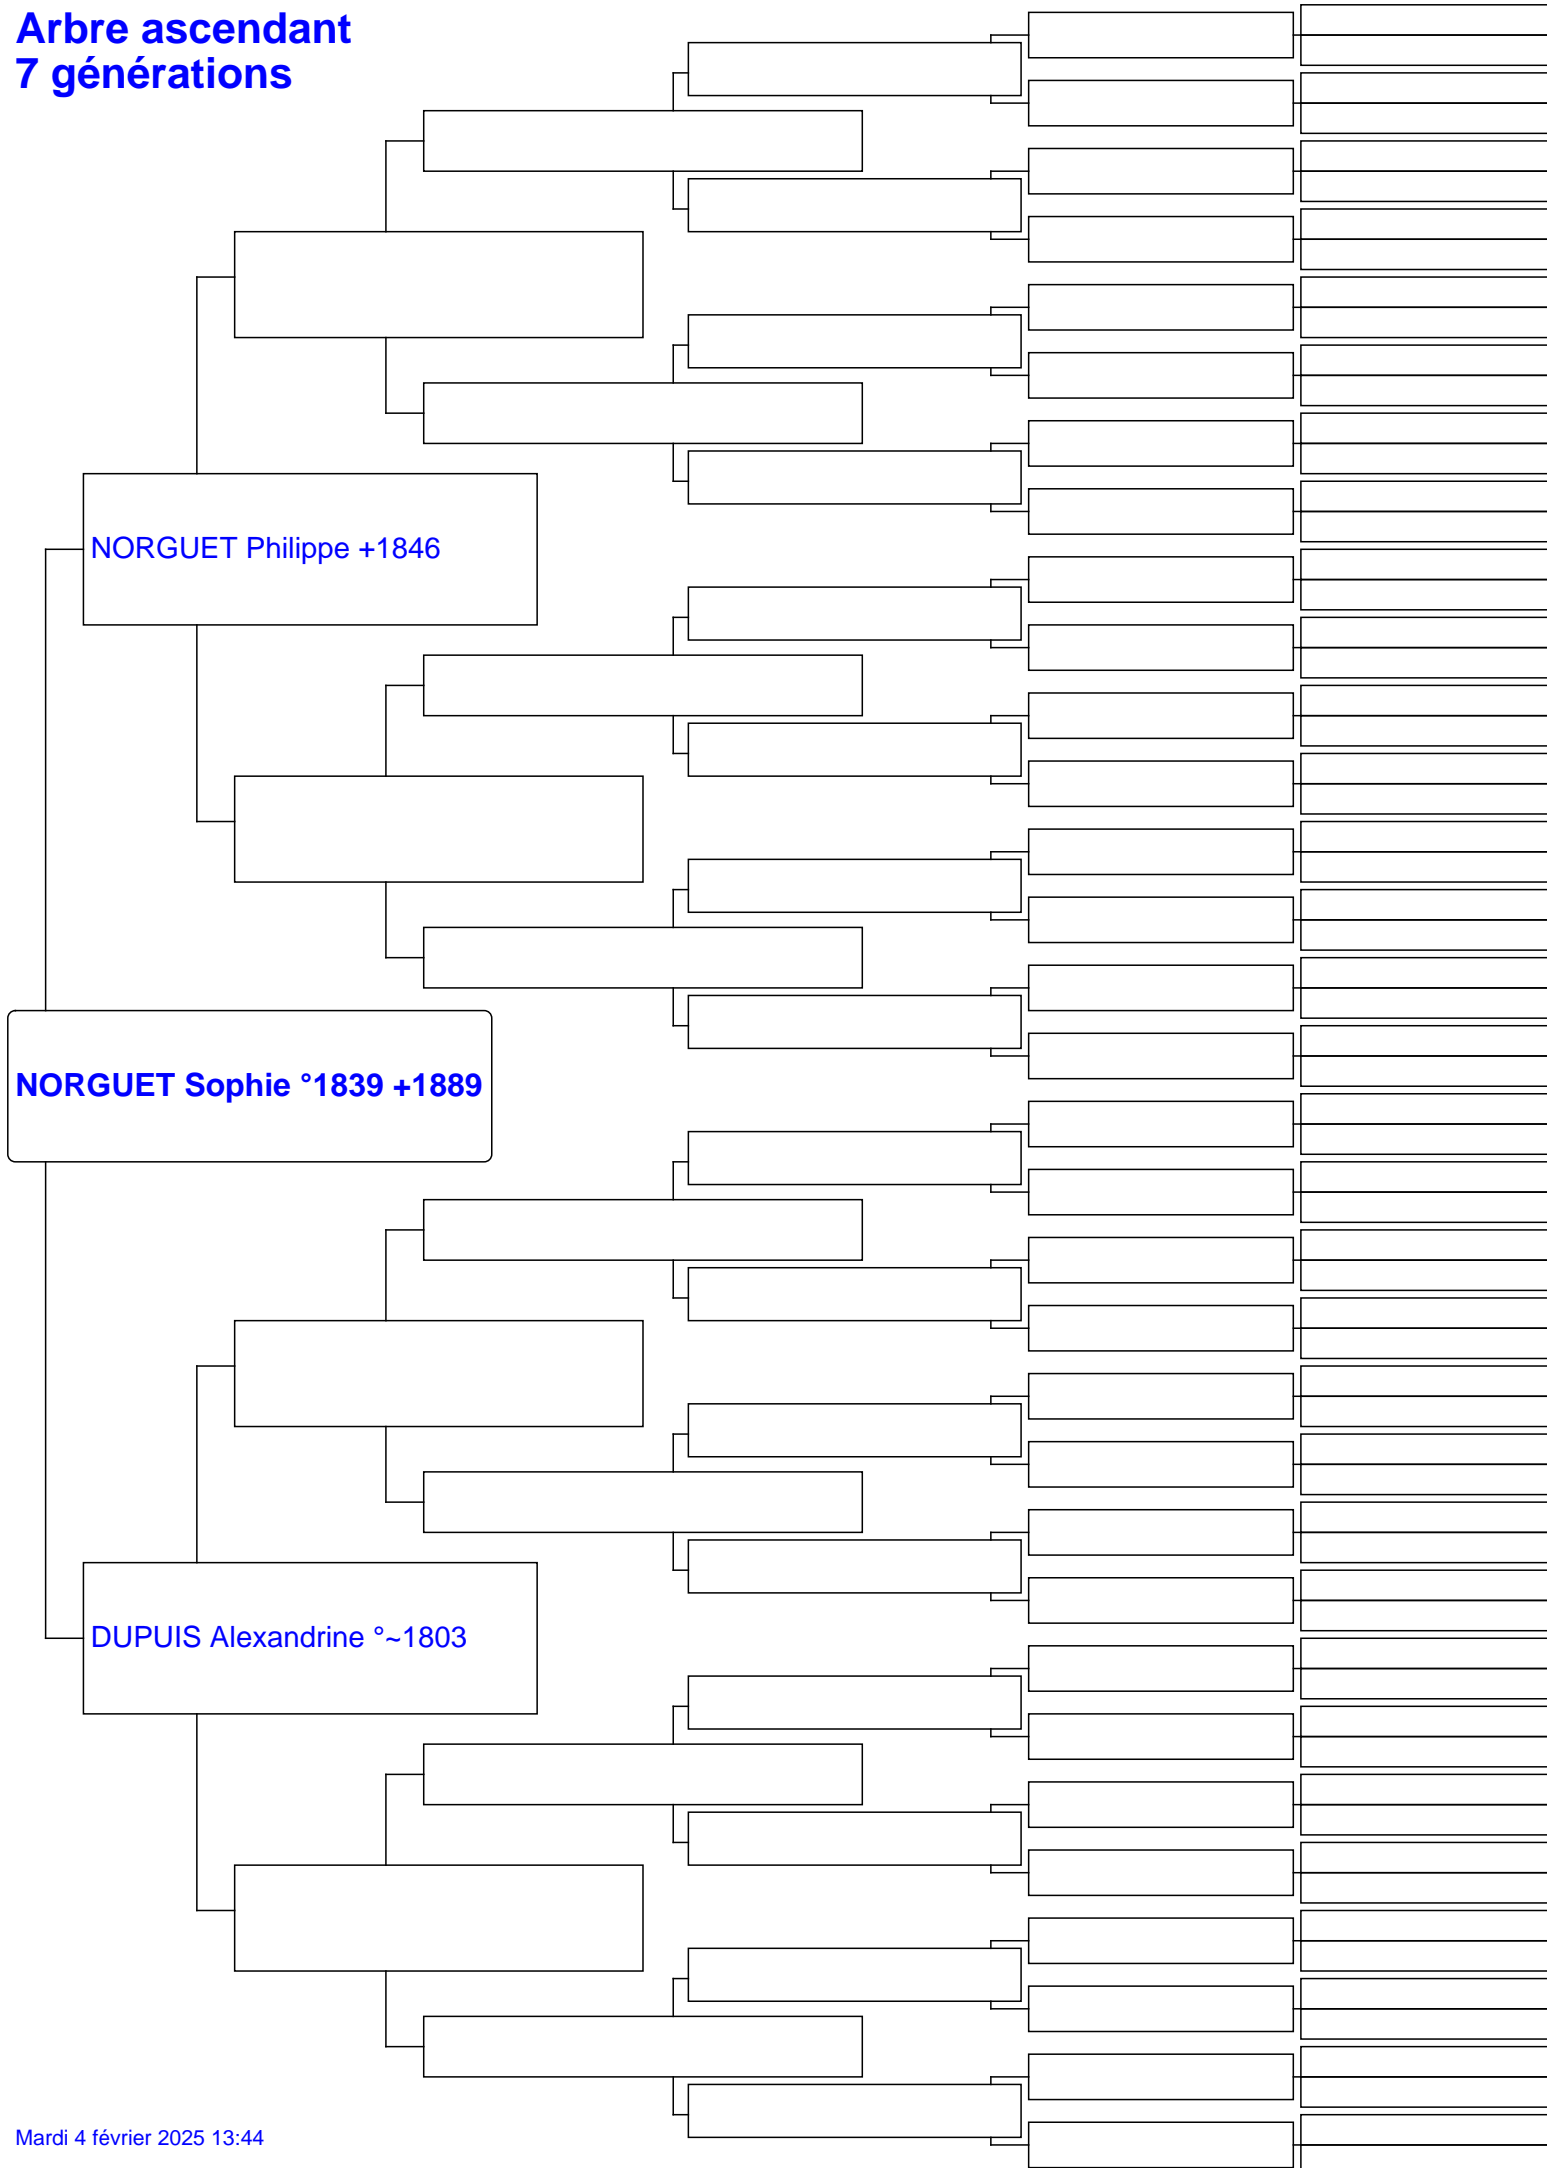 Arbre ascendant
7 générations
NORGUET Philippe +1846
NORGUET Sophie °1839 +1889
DUPUIS Alexandrine °~1803
Mardi 4 février 2025 13:44